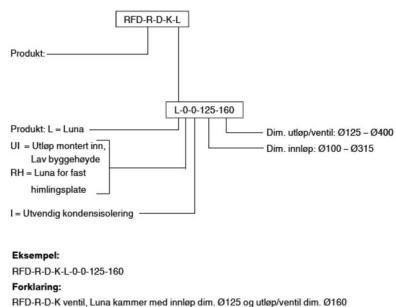 RFD-R-D-K-L
Produkt:
L-0-0-125-160
Produkt: L = Luna
Dim. utløp/ventil: Ø125 – Ø400
UI = Utløp montert inn,
Lav byggehøyde
Dim. innløp: Ø100 – Ø315
RH = Luna for fast
himlingsplate
I = Utvendig kondensisolering
Eksempel:
RFD-R-D-K-L-0-0-125-160
Forklaring:
RFD-R-D-K ventil, Luna kammer med innløp dim. Ø125 og utløp/ventil dim. Ø160